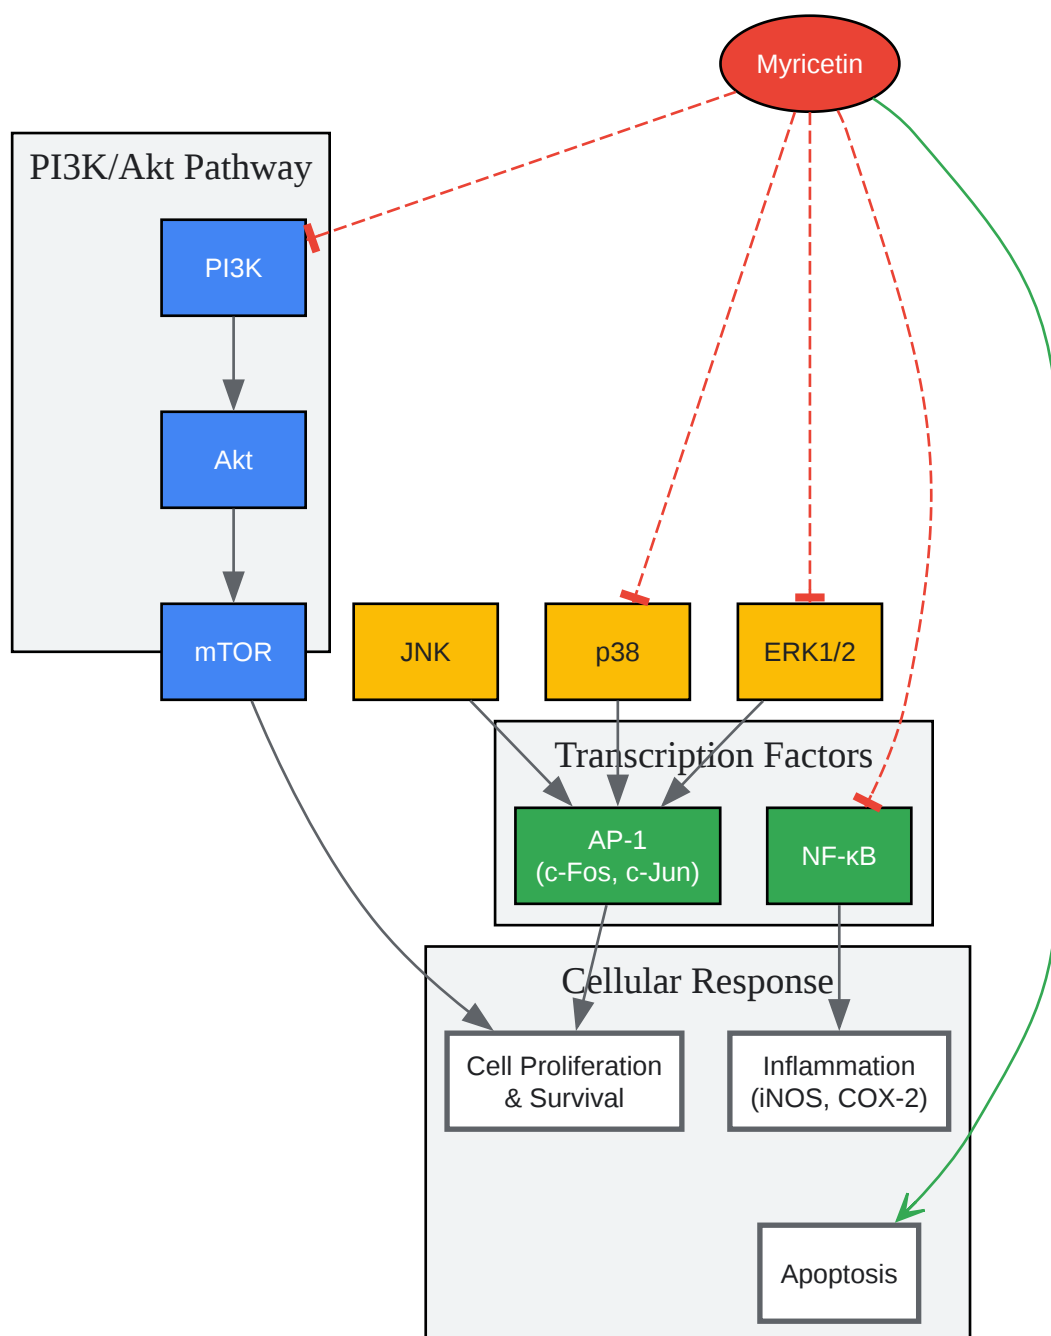 Myricetin
PI3K/Akt Pathway
PI3K
Akt
mTOR
JNK
p38
ERK1/2
Transcription Factors
AP-1
(c-Fos, c-Jun)
NF-κB
Cellular Response
Cell Proliferation
& Survival
Inflammation
(iNOS, COX-2)
Apoptosis